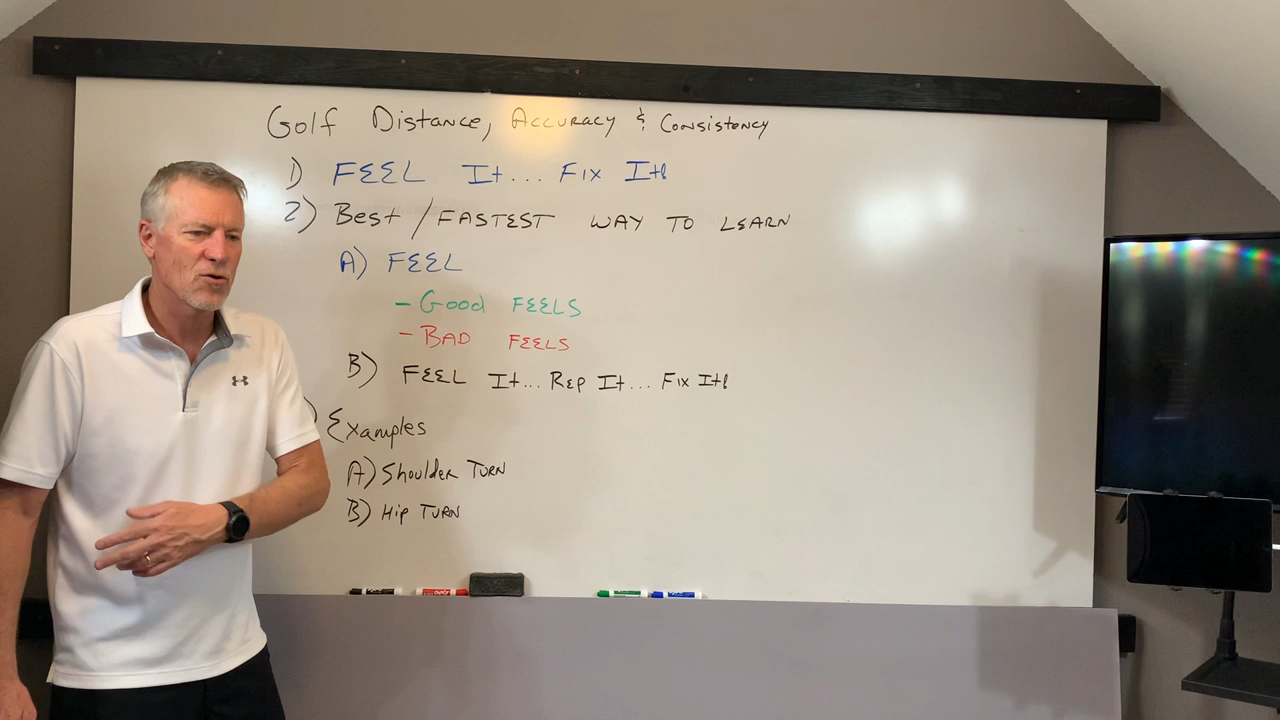 Golf Distance, Accuracy & Consistency
1) FEEL It... Fix It!
2) Best / FASTEST WAY TO LEARN
A) FEEL
- Good FEELS
- BAD FEELS
B) FEEL It... Rep It... Fix It!
) Examples
A) Shoulder TURN
B) Hip TURN